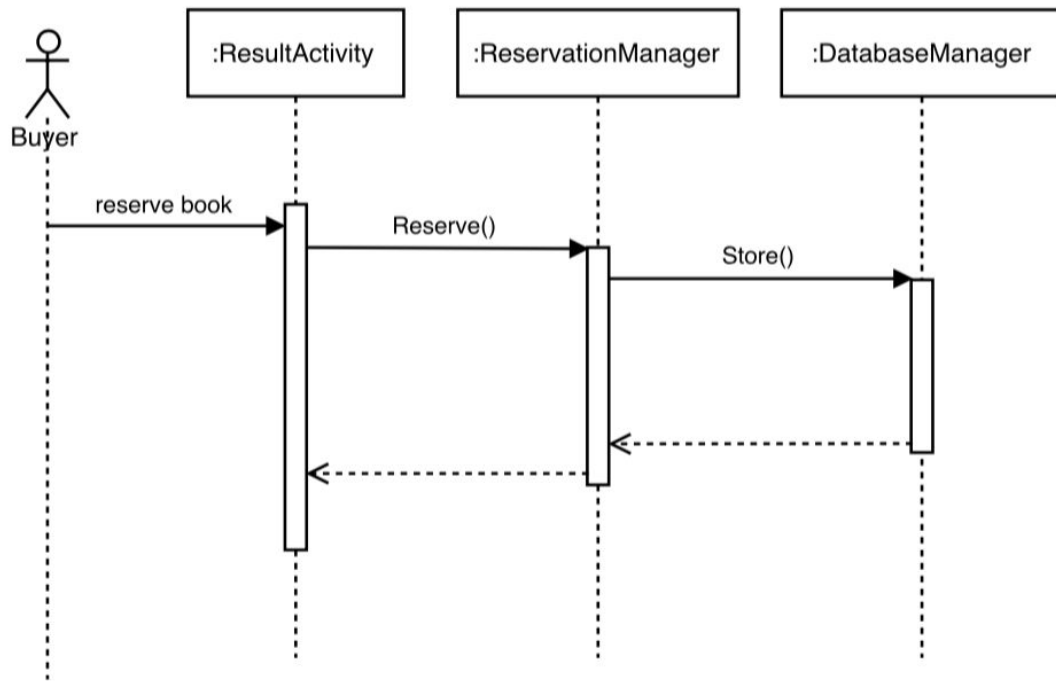 :ResultActivity
:ReservationManager
:DatabaseManager
Buyer
reserve book
Reserve()
Store()